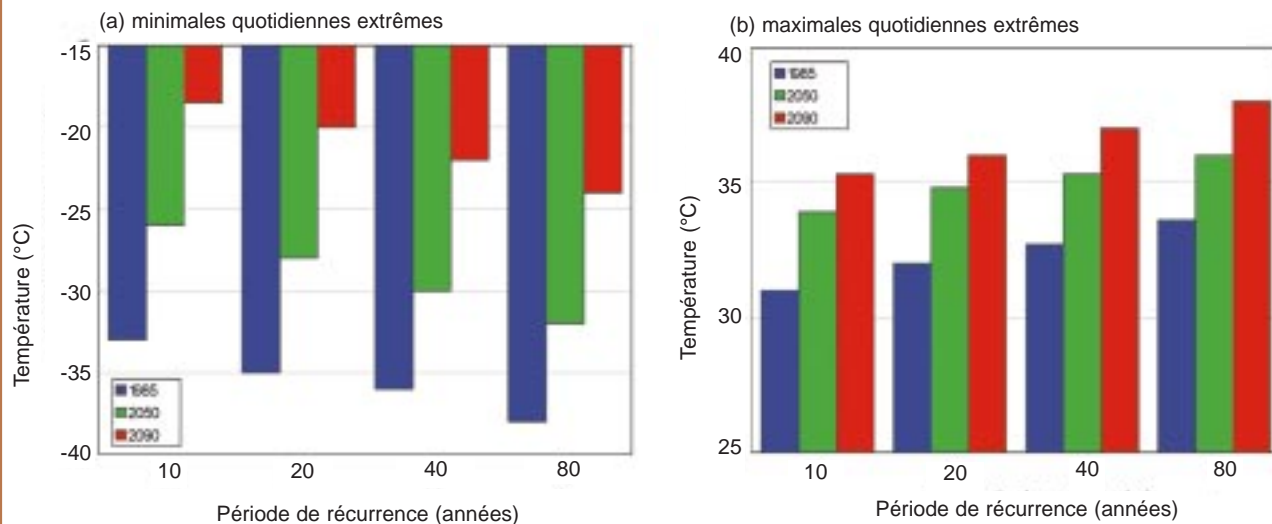 (a) minimales quotidiennes extrêmes
-15
-20
-25
-30
-35
-40
Température (°C)
1985
2050
2090
10 20 40 80
Période de récurrence (années)
(b) maximales quotidiennes extrêmes
40
35
30
25
Température (°C)
1985
2050
2090
10 20 40 80
Période de récurrence (années)